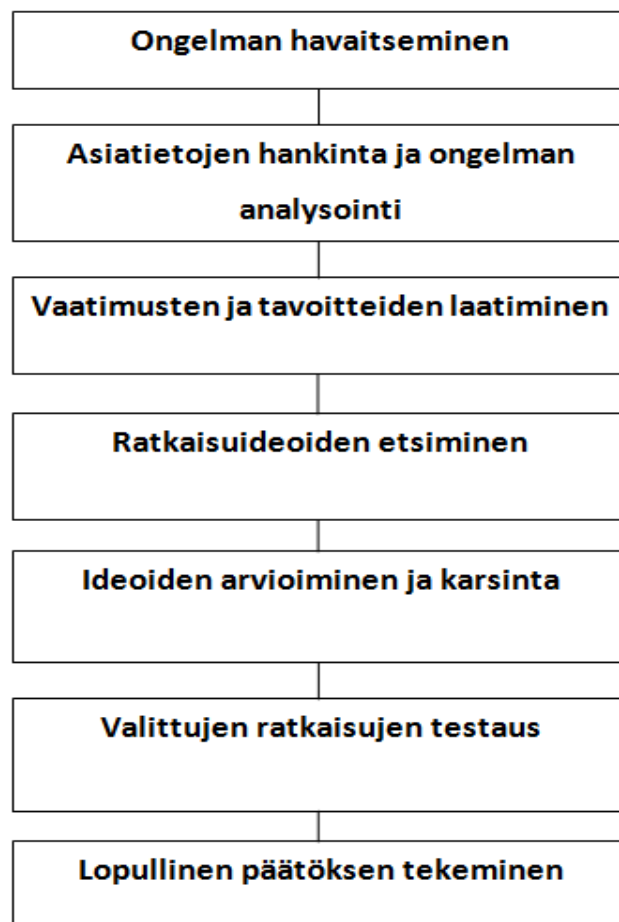 Ongelman havaitseminen
Asiatietojen hankinta ja ongelman
analysointi
Vaatimusten ja tavoitteiden laatiminen
Ratkaisuideoiden etsiminen
Ideoiden arvioiminen ja karsinta
Valittujen ratkaisujen testaus
Lopullinen päätöksen tekeminen